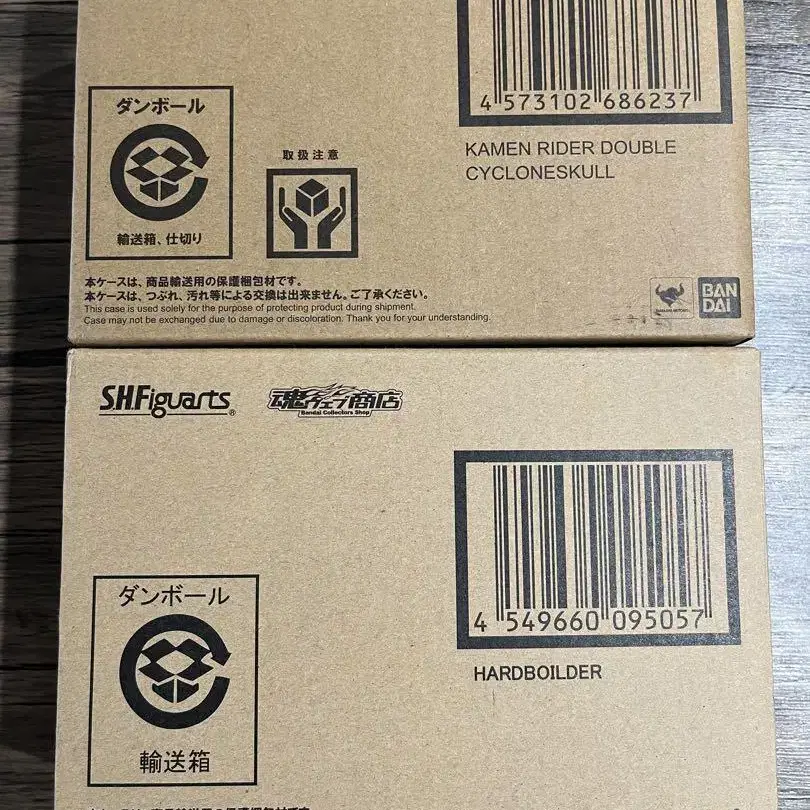 4 573102 686237
ダンボール
取扱注意
KAMEN RIDER DOUBLE
CYCLONESKULL
輸送箱、仕切り
本ケースは、商品輸送用の保護梱包材です。
本ケースは、つぶれ、汚れ等による交換は出来ません。ご了承ください。
This case is used solely for the purpose of protecting product during shipment.
Case may not be exchanged due to damage or discoloration. Thank you for your understanding.
BAN
DAI
S.H.Figuarts®
魂ウェブ商店
Bandai Collectors Shop
4 549660 095057
ダンボール
HARDBOILDER
輸送箱